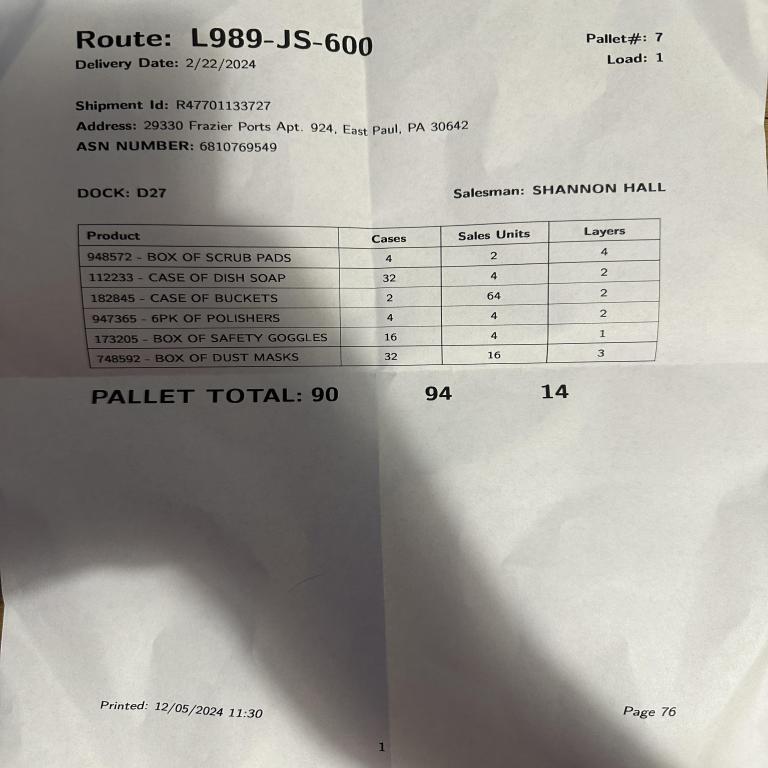 Route: L989-JS-600 Pallet#: 7
Delivery Date: 2/22/2024 Load: 1
Shipment Id: R47701133727
Address: 29330 Frazier Ports Apt. 924, East Paul, PA 30642
ASN NUMBER: 6810769549
DOCK: D27 Salesman: SHANNON HALL
Product Cases Sales Units Layers
948572 - BOX OF SCRUB PADS 4 2 4
112233 - CASE OF DISH SOAP 32 4 2
182845 - CASE OF BUCKETS 2 64 2
947365 - 6PK OF POLISHERS 4 4 2
173205 - BOX OF SAFETY GOGGLES 16 4 1
748592 - BOX OF DUST MASKS 32 16 3
PALLET TOTAL: 90 94 14
Printed: 12/05/2024 11:30 Page 76
1